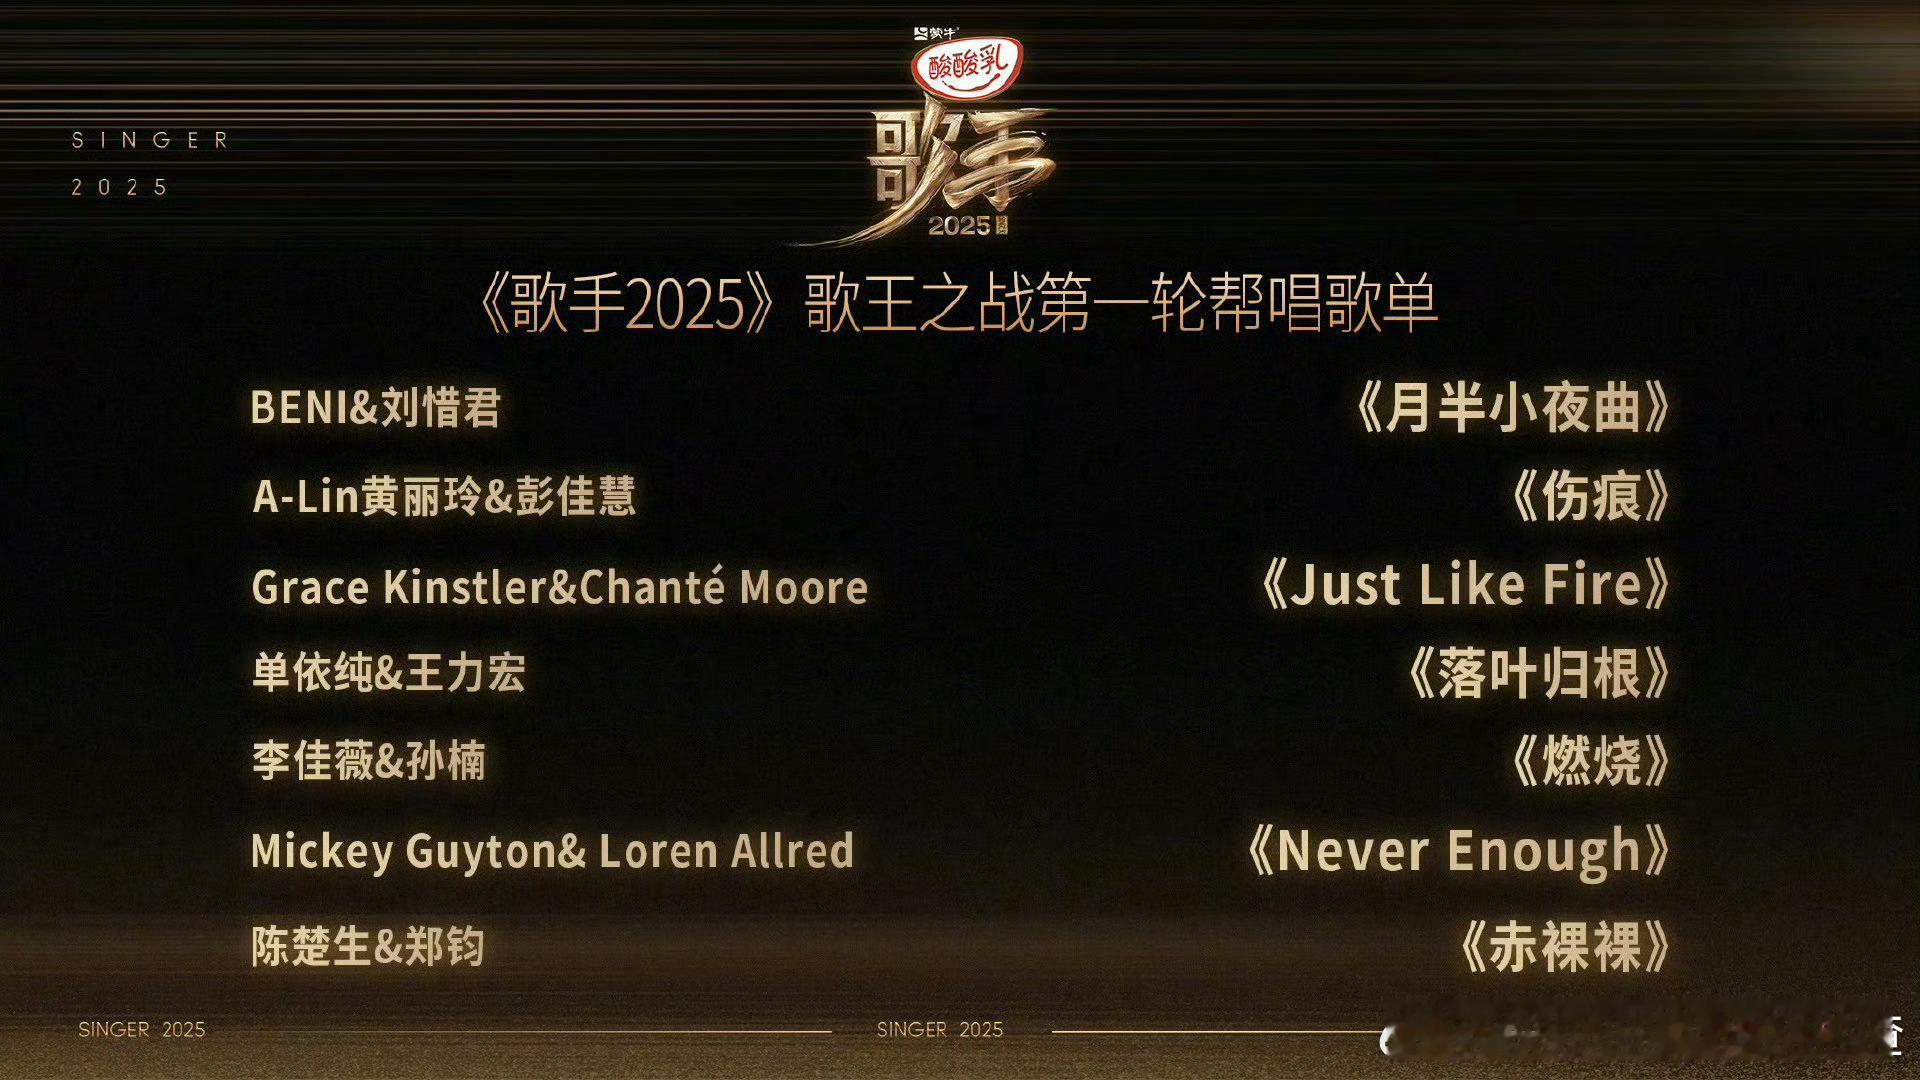 蒙牛
酸酸乳
SINGER
2025
歌手
2025
《歌手2025》歌王之战第一轮帮唱歌单
BENI&刘惜君 《月半小夜曲》
A-Lin黄丽玲&彭佳慧 《伤痕》
Grace Kinstler&Chanté Moore 《Just Like Fire》
单依纯&王力宏 《落叶归根》
李佳薇&孙楠 《燃烧》
Mickey Guyton& Loren Allred 《Never Enough》
陈楚生&郑钧 《赤裸裸》
SINGER 2025 SINGER 2025